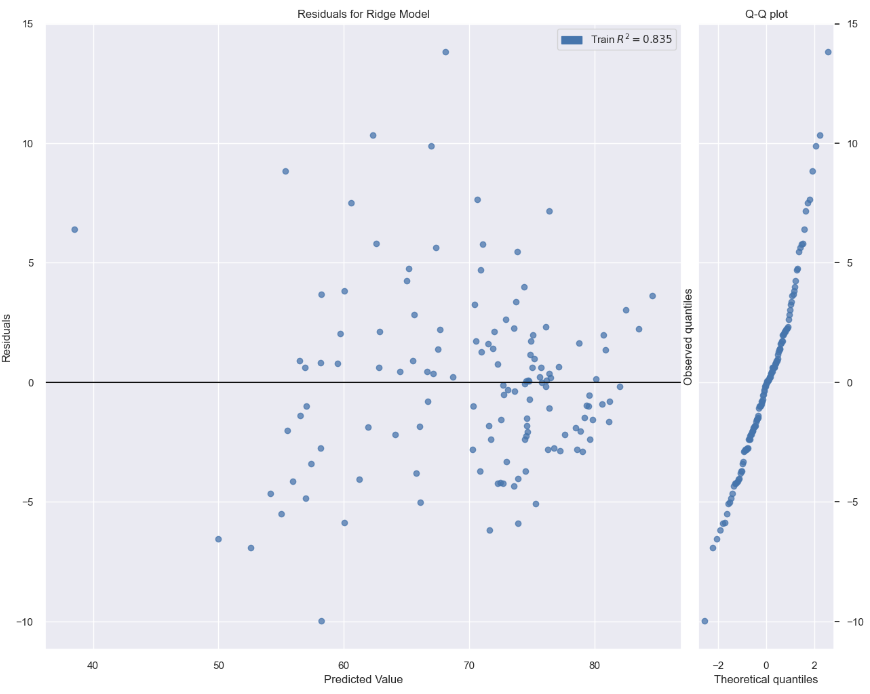 Residuals for Ridge Model
Train R² = 0.835
Residuals
15
10
5
0
−5
−10
40
50
60
70
80
Predicted Value
Q-Q plot
Observed quantiles
15
10
5
0
−5
−10
−2
0
2
Theoretical quantiles